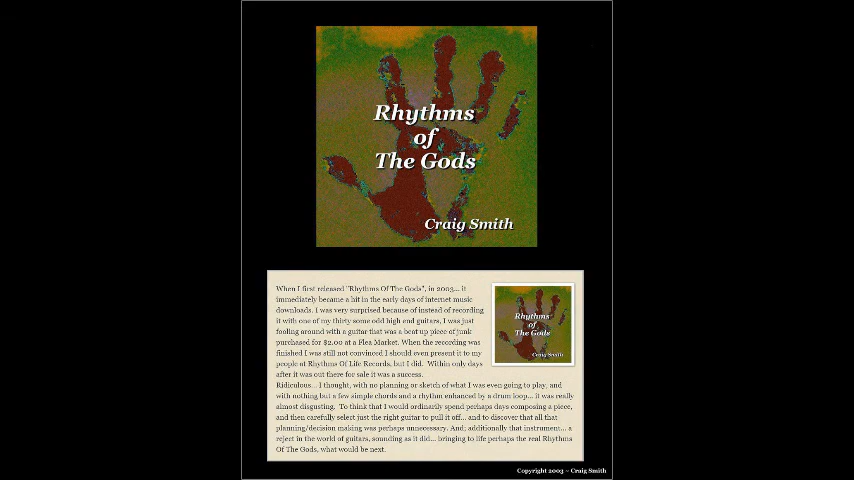 Rhythms
of
The Gods
Craig Smith
When I first released "Rhythms Of The Gods", in 2003... it
immediately became a hit in the early days of internet music
downloads. I was very surprised because of instead of recording
it with one of my thirty some odd high end guitars, I was just
fooling around with a guitar that was a beat up piece of junk
purchased for $2.00 at a Flea Market. When the recording was
finished I was still not convinced I should even present it to my
people at Rhythms Of Life Records, but I did.  Within only days
after it was out there for sale it was a success.
Rhythms
of
The Gods
Craig Smith
Ridiculous... I thought, with no planning or sketch of what I was even going to play, and
with nothing but a few simple chords and a rhythm enhanced by a drum loop... it was really
almost disgusting.  To think that I would ordinarily spend perhaps days composing a piece,
and then carefully select just the right guitar to pull it off... and to discover that all that
planning/decision making was perhaps unnecessary. And; additionally that instrument... a
reject in the world of guitars, sounding as it did... bringing to life perhaps the real Rhythms
Of The Gods, what would be next.
Copyright 2003 ~ Craig Smith